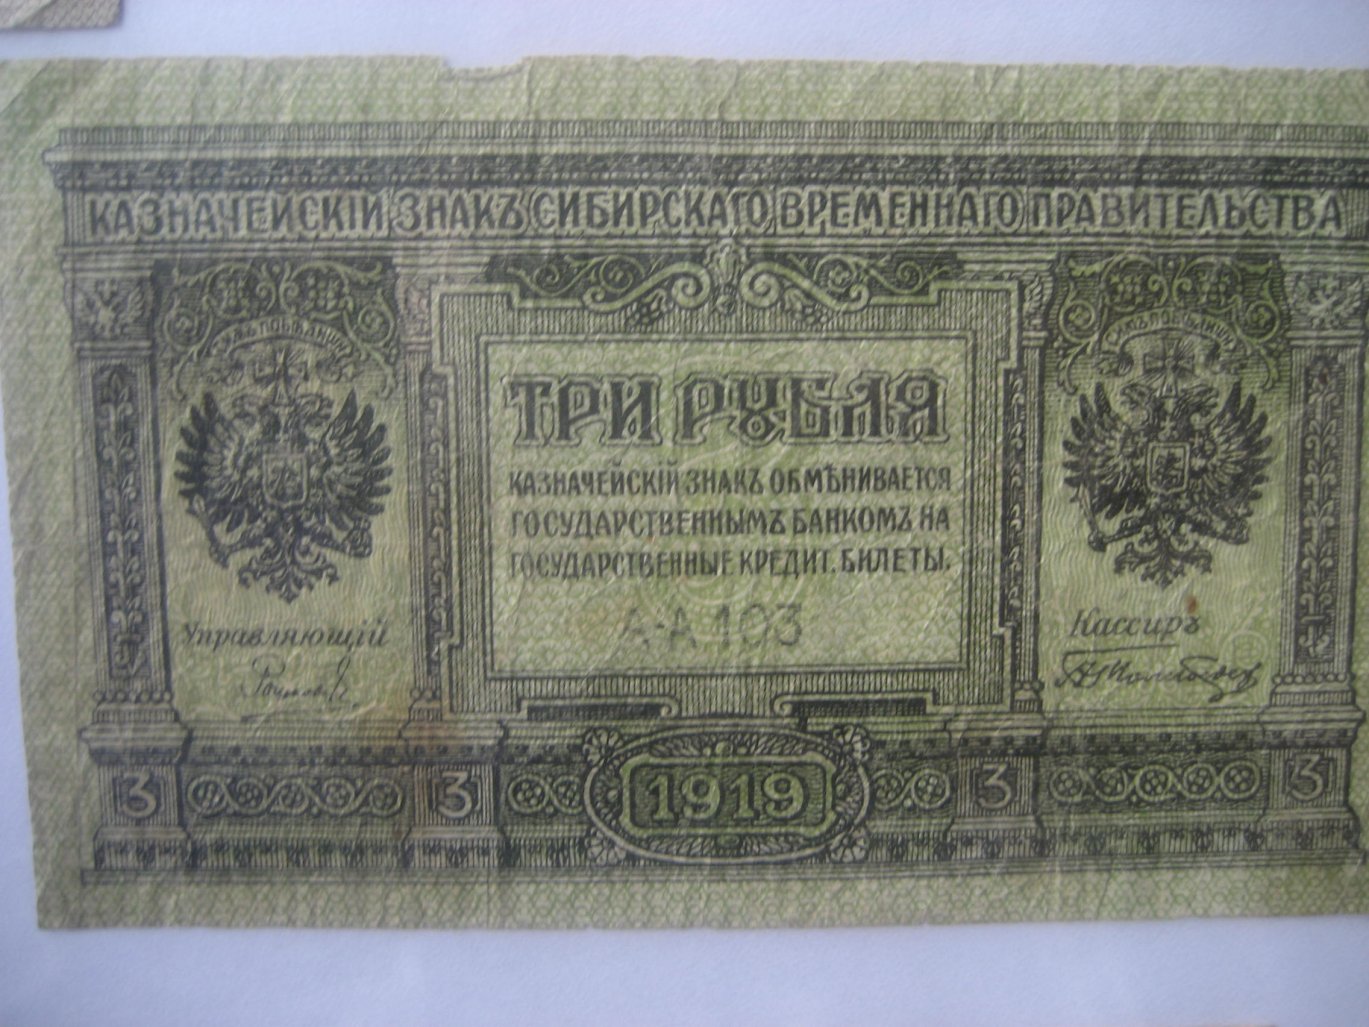 КАЗНАЧЕЙСКІЙ ЗНАКЪ СИБИРСКАГО ВРЕМЕННАГО ПРАВИТЕЛЬСТВА
ТРИ РУБЛЯ
КАЗНАЧЕЙСКІЙ ЗНАКЪ ОБМѢНИВАЕТСЯ
ГОСУДАРСТВЕННЫМЪ БАНКОМЪ НА
ГОСУДАРСТВЕННЫЕ КРЕДИТ. БИЛЕТЫ.
А-А 103
Управляющій
Кассиръ
3 3 1919 3 3